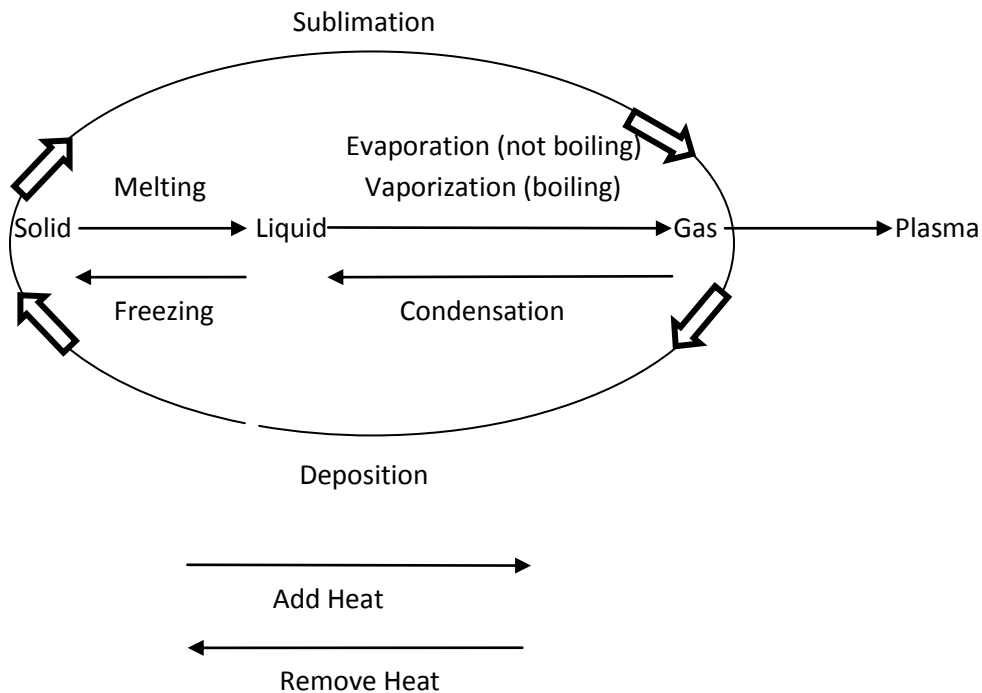 Sublimation
Evaporation (not boiling)
Melting
Vaporization (boiling)
Solid Liquid Gas Plasma
Freezing Condensation
Deposition
Add Heat
Remove Heat